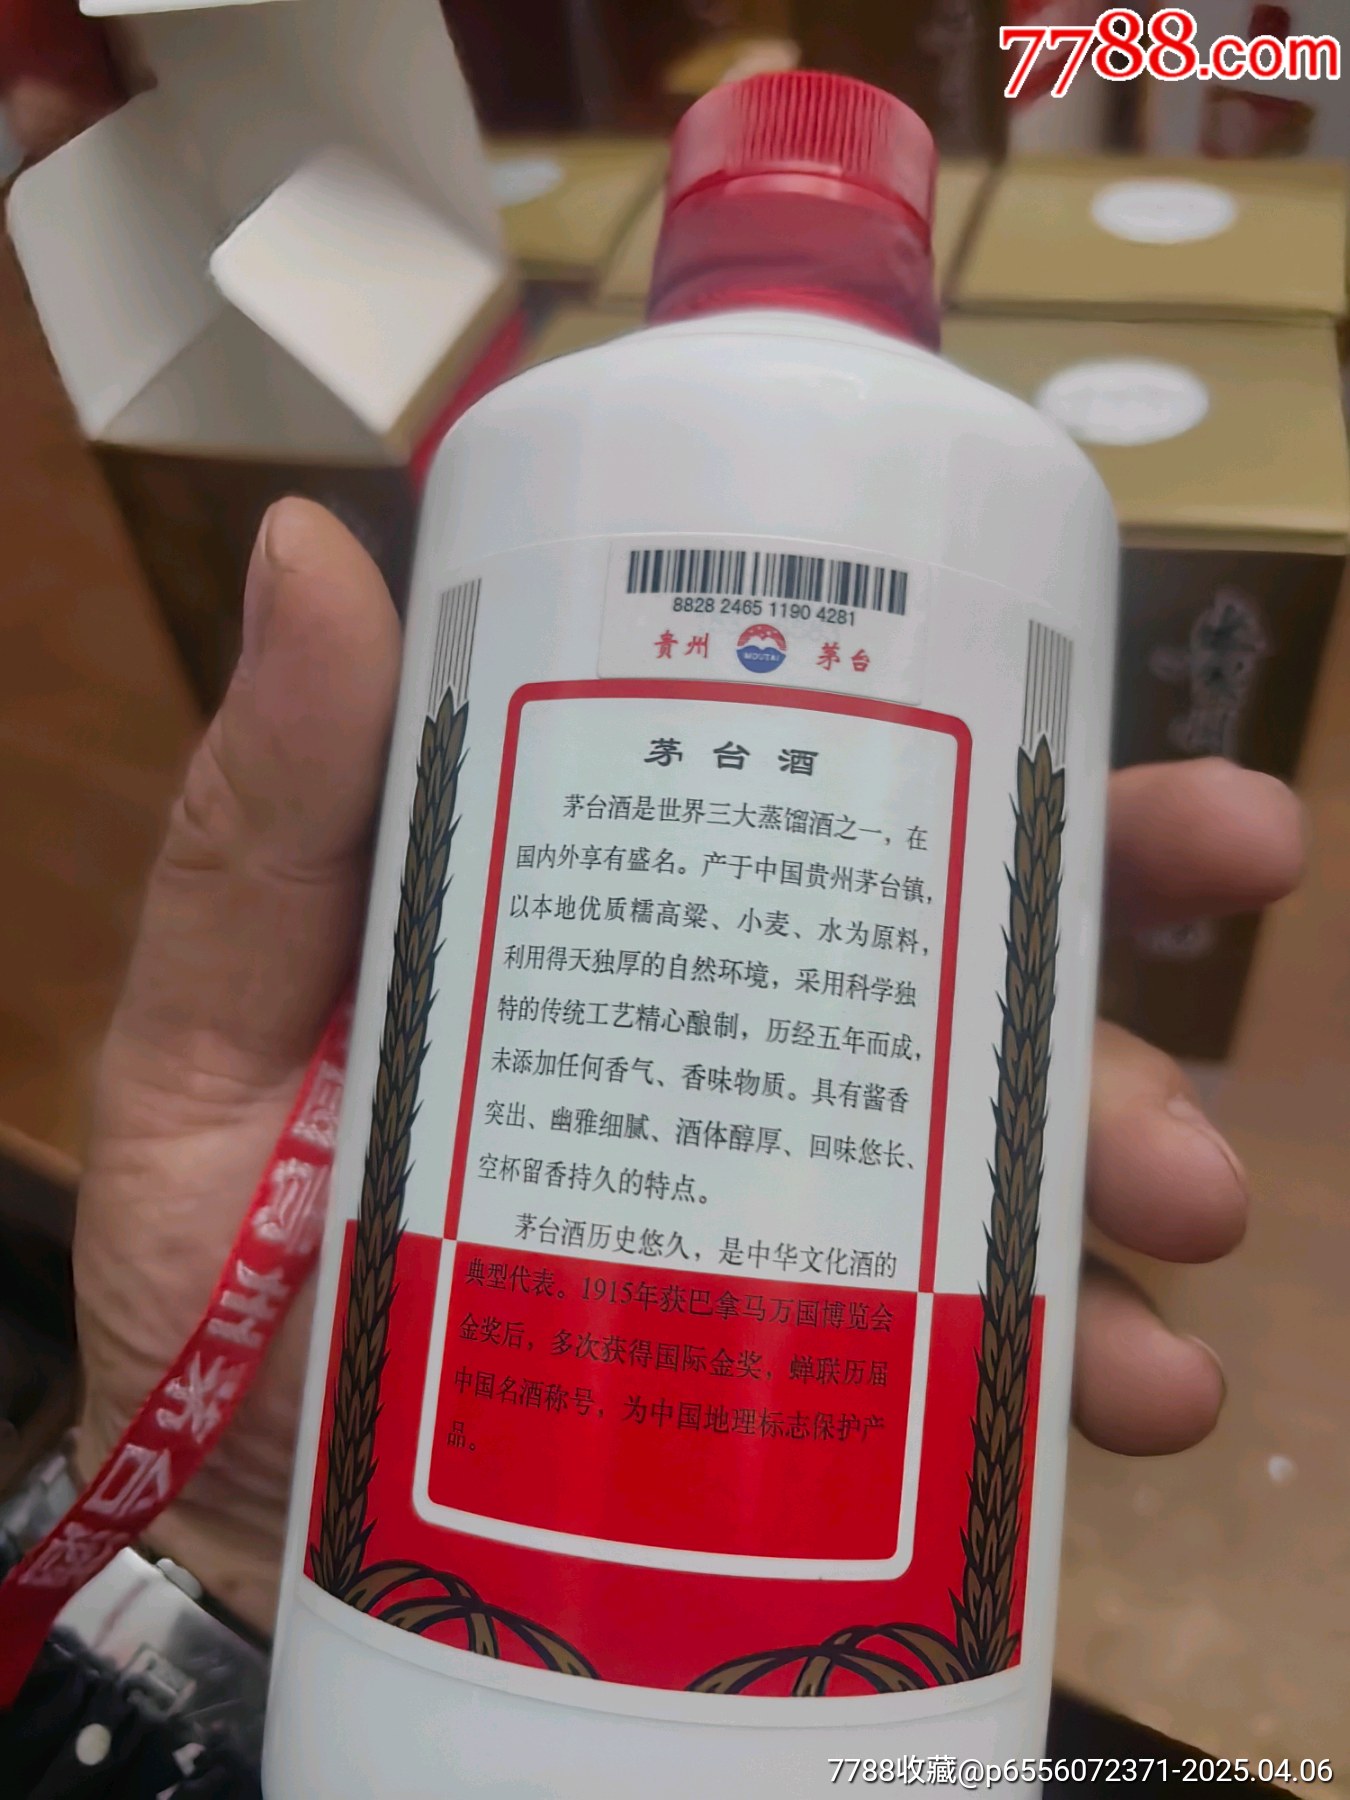 7788.com
8828 2465 1190 4281
贵州 MOUTAI 茅台
茅台酒
茅台酒是世界三大蒸馏酒之一，在
国内外享有盛名。产于中国贵州茅台镇，
以本地优质糯高粱、小麦、水为原料，
利用得天独厚的自然环境，采用科学独
特的传统工艺精心酿制，历经五年而成，
未添加任何香气、香味物质。具有酱香
突出、幽雅细腻、酒体醇厚、回味悠长、
空杯留香持久的特点。
茅台酒历史悠久，是中华文化酒的
典型代表。1915年获巴拿马万国博览会
金奖后，多次获得国际金奖，蝉联历届
中国名酒称号，为中国地理标志保护产
品。
7788收藏@p6556072371-2025.04.06